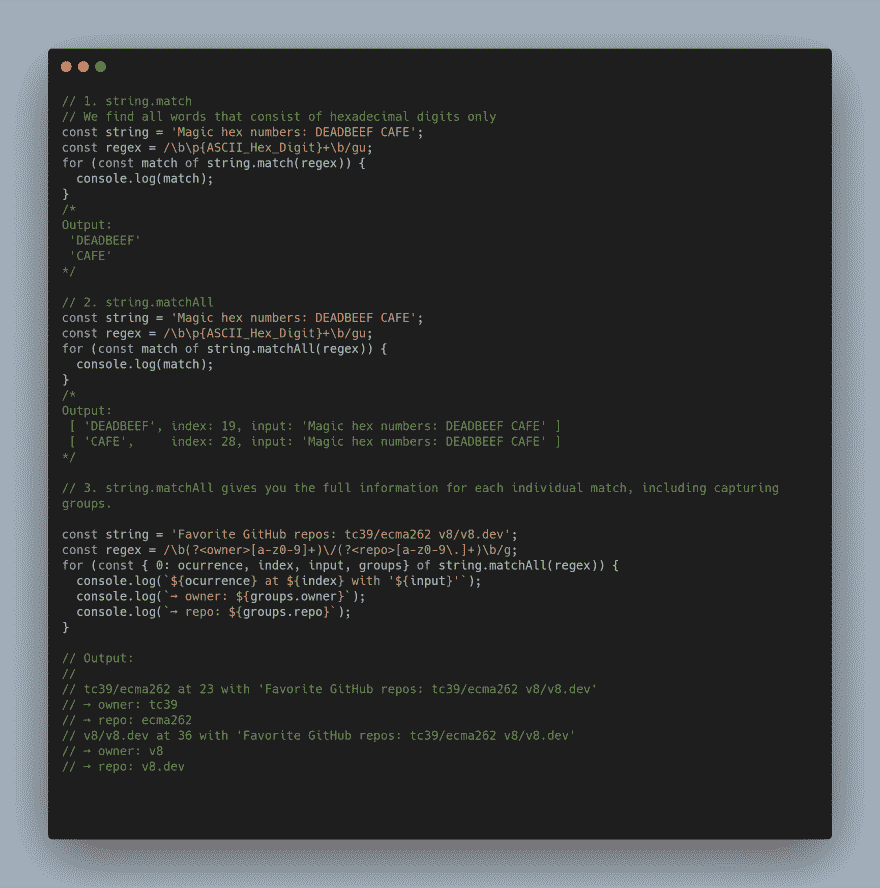 // 1. string.match
// We find all words that consist of hexadecimal digits only
const string = 'Magic hex numbers: DEADBEEF CAFE';
const regex = /\b\p{ASCII_Hex_Digit}+\b/gu;
for (const match of string.match(regex)) {
  console.log(match);
}
/*
Output:
 'DEADBEEF'
 'CAFE'
*/

// 2. string.matchAll
const string = 'Magic hex numbers: DEADBEEF CAFE';
const regex = /\b\p{ASCII_Hex_Digit}+\b/gu;
for (const match of string.matchAll(regex)) {
  console.log(match);
}
/*
Output:
 [ 'DEADBEEF', index: 19, input: 'Magic hex numbers: DEADBEEF CAFE' ]
 [ 'CAFE',     index: 28, input: 'Magic hex numbers: DEADBEEF CAFE' ]
*/

// 3. string.matchAll gives you the full information for each individual match, including capturing
groups.

const string = 'Favorite GitHub repos: tc39/ecma262 v8/v8.dev';
const regex = /\b(?<owner>[a-z0-9]+)\/(?<repo>[a-z0-9\.]+)\b/g;
for (const { 0: ocurrence, index, input, groups} of string.matchAll(regex)) {
  console.log(`${ocurrence} at ${index} with '${input}'`);
  console.log(`→ owner: ${groups.owner}`);
  console.log(`→ repo: ${groups.repo}`);
}

// Output:
//
// tc39/ecma262 at 23 with 'Favorite GitHub repos: tc39/ecma262 v8/v8.dev'
// → owner: tc39
// → repo: ecma262
// v8/v8.dev at 36 with 'Favorite GitHub repos: tc39/ecma262 v8/v8.dev'
// → owner: v8
// → repo: v8.dev